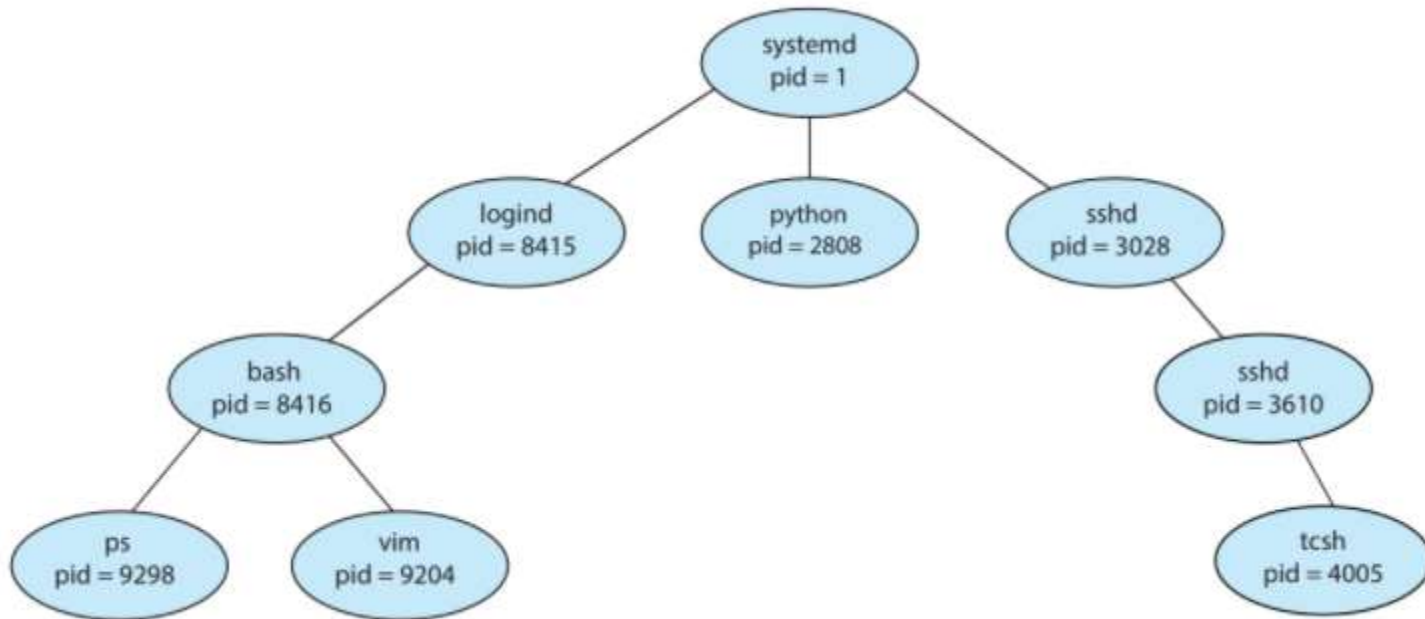 systemd
pid = 1
logind
pid = 8415
python
pid = 2808
sshd
pid = 3028
bash
pid = 8416
sshd
pid = 3610
ps
pid = 9298
vim
pid = 9204
tcsh
pid = 4005